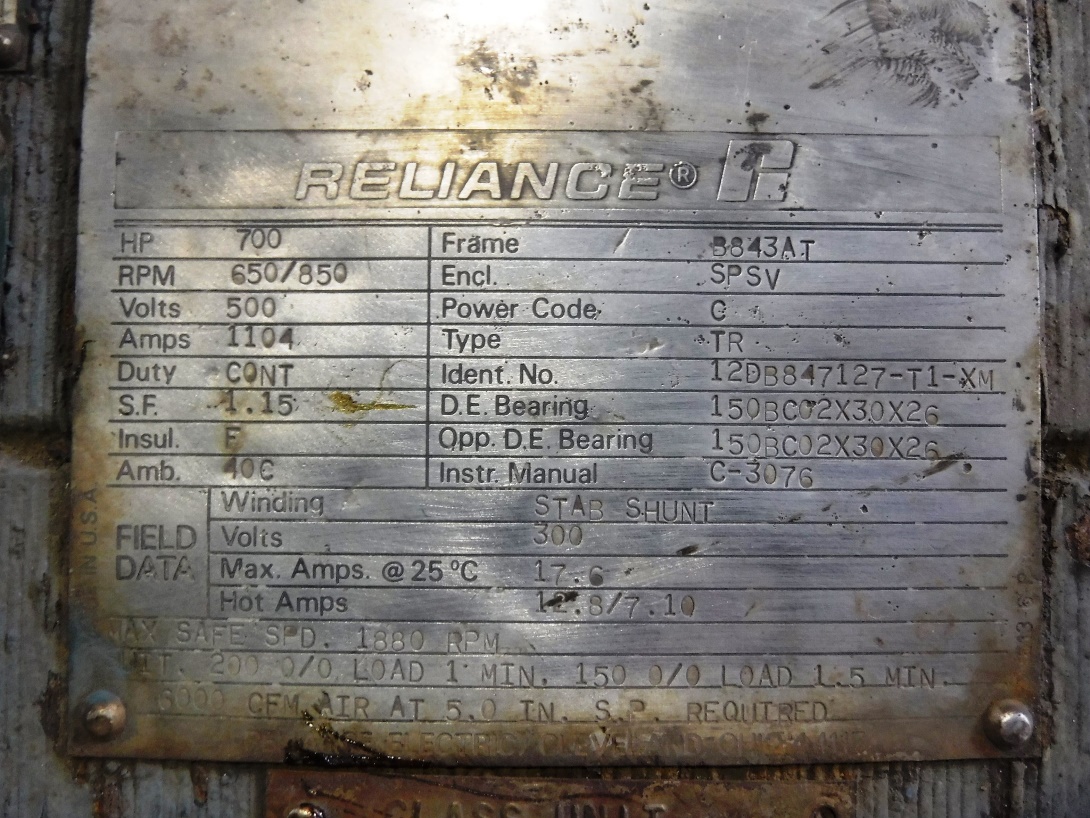 RELIANCE®
HP 700 Frame B843AT
RPM 650/850 Encl. SPSV
Volts 500 Power Code C
Amps 1104 Type TR
Duty CONT Ident. No. 12DB847127-T1-XM
S.F. 1.15 D.E. Bearing 150BC02X30X26
Insul. F Opp. D.E. Bearing 150BC02X30X26
Amb. 40C Instr. Manual C-3076
FIELD DATA
Winding STAB SHUNT
Volts 300
Max. Amps. @ 25°C 17.6
Hot Amps 12.8/7.10
MAX SAFE SPD. 1880 RPM
200 0/0 LOAD 1 MIN. 150 0/0 LOAD 1.5 MIN.
CFM AIR AT 5.0 IN. S.P. REQUIRED
ELECTRIC
IN U.S.A.
CLASS UNIT